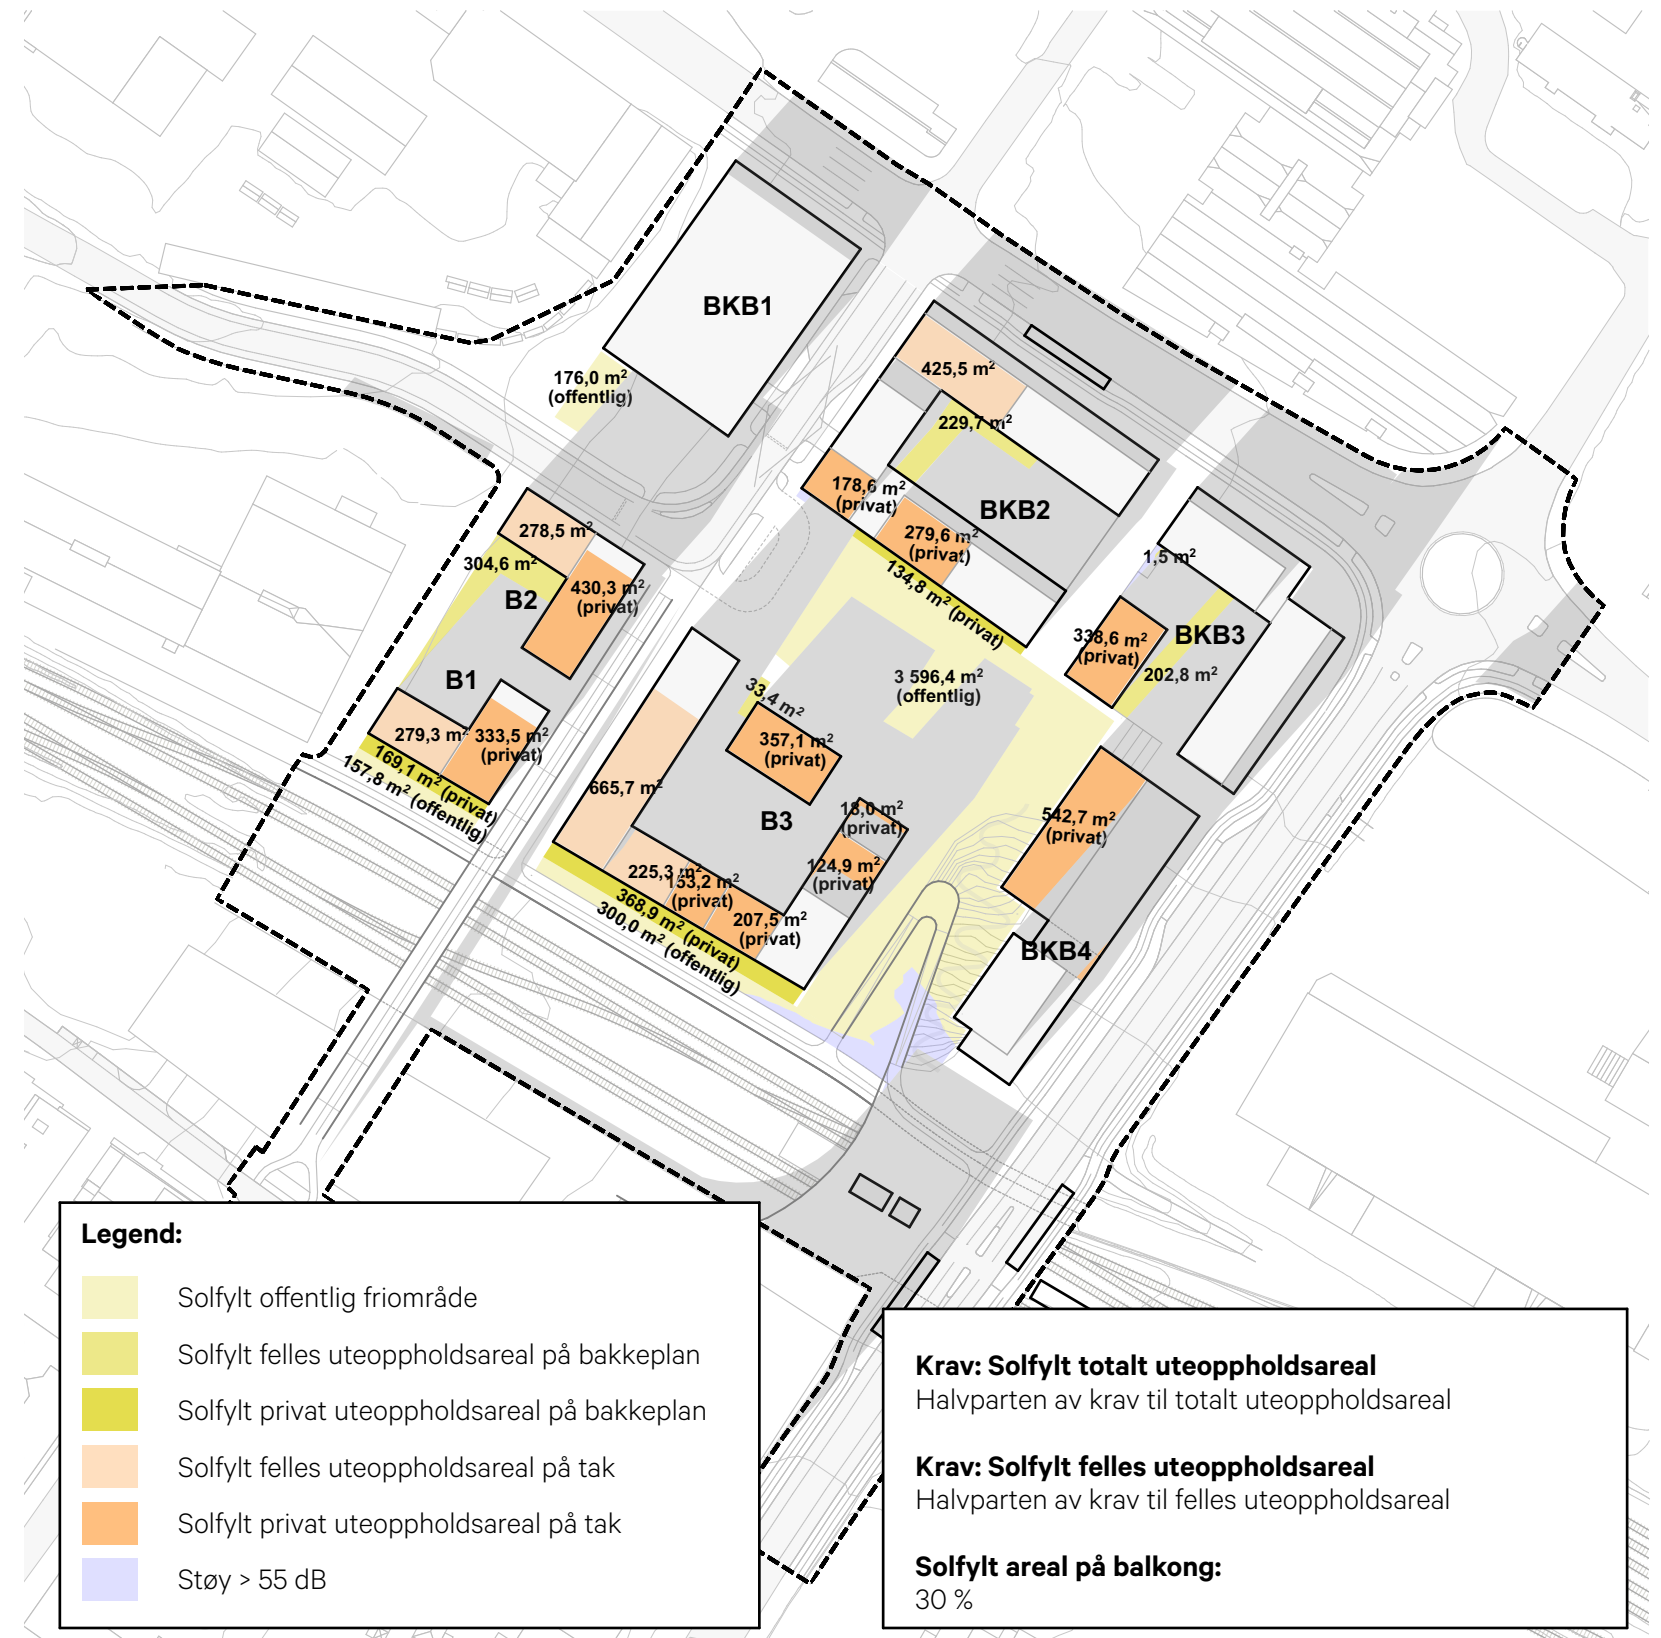 BKB1
176,0 m²
(offentlig)
425,5 m²
229,7 m²
178,6 m²
(privat)
BKB2
279,6 m²
(privat)
134,8 m² (privat)
278,5 m²
304,6 m²
430,3 m²
(privat)
B2
1,5 m²
338,6 m²
(privat)
BKB3
202,8 m²
B1
279,3 m²
333,5 m²
(privat)
169,1 m² (privat)
157,8 m² (offentlig)
3 596,4 m²
(offentlig)
33,4 m²
357,1 m²
(privat)
665,7 m²
B3
18,0 m²
(privat)
124,9 m²
(privat)
542,7 m²
(privat)
225,3 m²
153,2 m²
(privat)
207,5 m²
(privat)
368,9 m² (privat)
300,0 m² (offentlig)
BKB4
Legend:
Solfylt offentlig friområde
Solfylt felles uteoppholdsareal på bakkeplan
Solfylt privat uteoppholdsareal på bakkeplan
Solfylt felles uteoppholdsareal på tak
Solfylt privat uteoppholdsareal på tak
Støy > 55 dB
Krav: Solfylt totalt uteoppholdsareal
Halvparten av krav til totalt uteoppholdsareal
Krav: Solfylt felles uteoppholdsareal
Halvparten av krav til felles uteoppholdsareal
Solfylt areal på balkong:
30 %